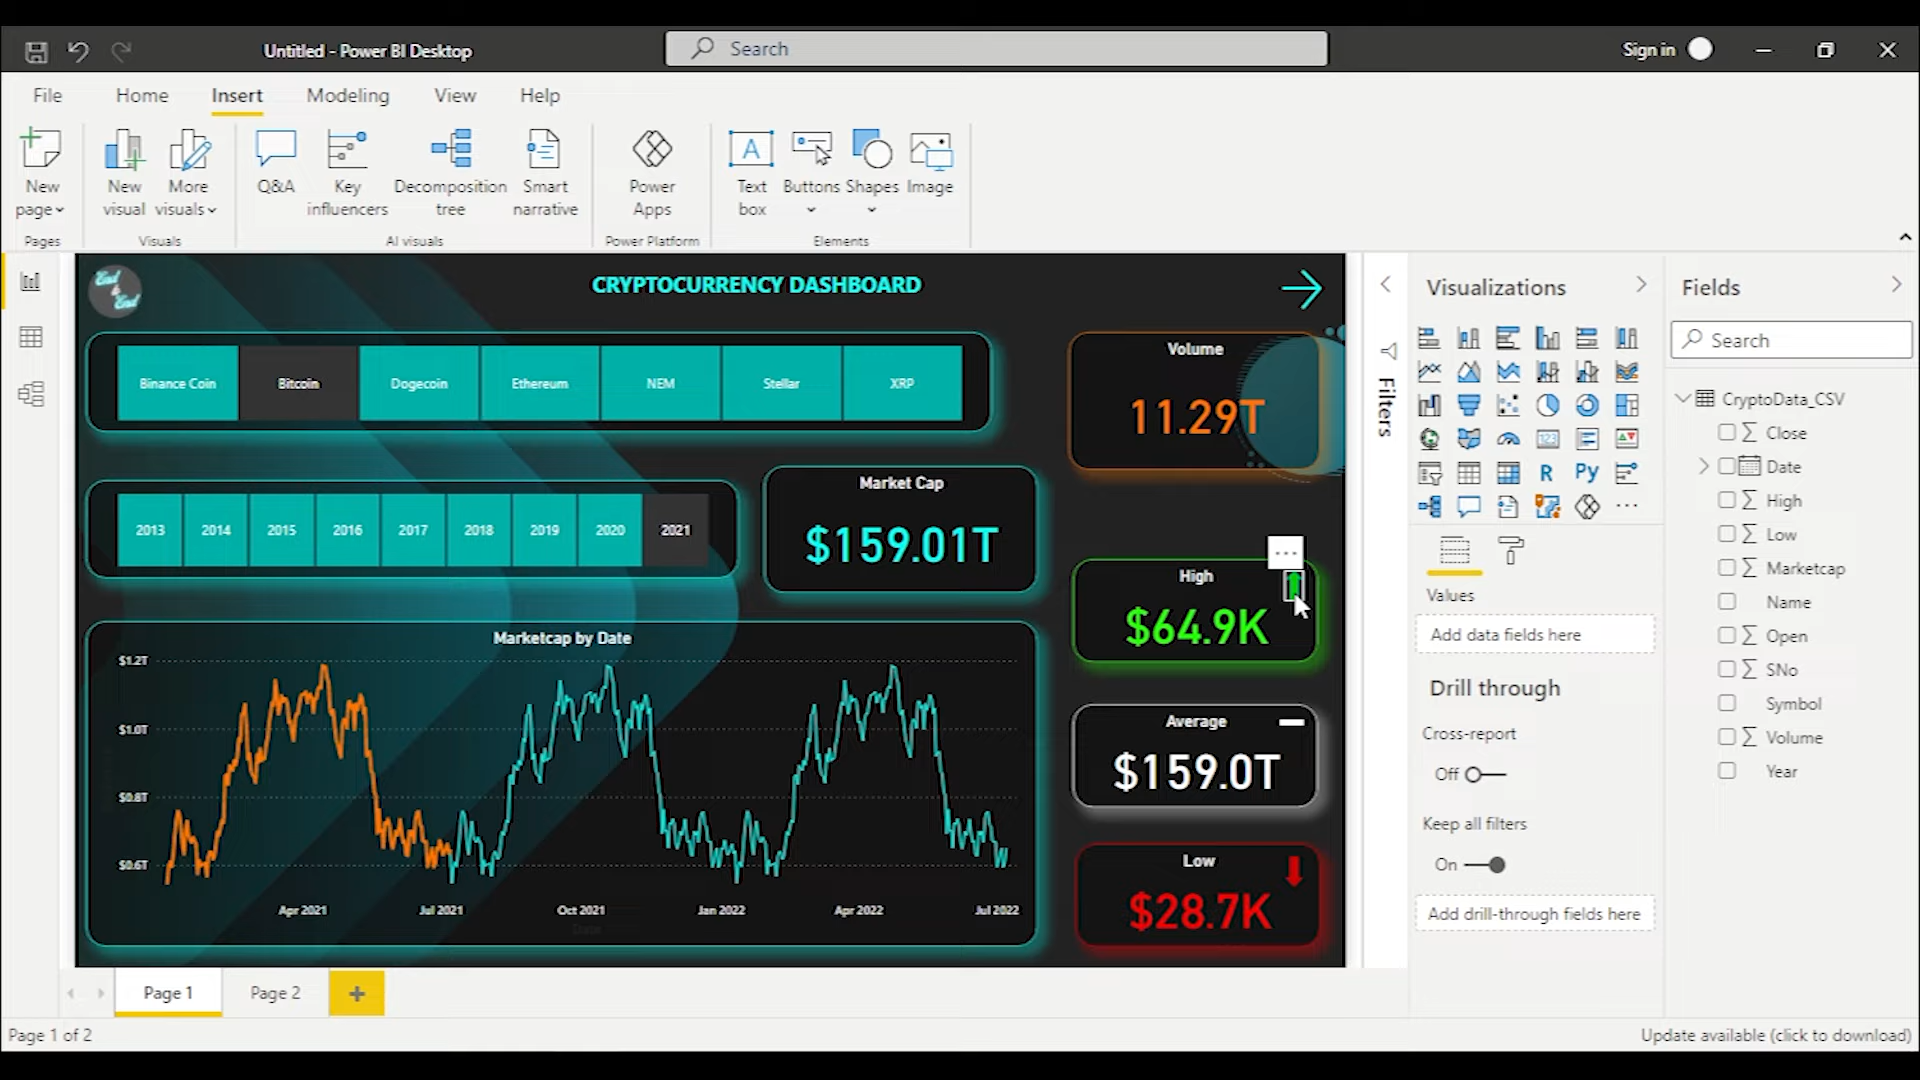 Untitled - Power BI Desktop
Search
Sign in
File
Home
Insert
Modeling
View
Help
New page
New visual
More visuals
Q&A
Key influencers
Decomposition tree
Smart narrative
Power Apps
Text box
Buttons
Shapes
Image
Pages
Visuals
AI visuals
Power Platform
Elements
End
&
End
CRYPTOCURRENCY DASHBOARD
Binance Coin
Bitcoin
Dogecoin
Ethereum
NEM
Stellar
XRP
Volume
11.29T
2013
2014
2015
2016
2017
2018
2019
2020
2021
Market Cap
$159.01T
...
High
$64.9K
Average
$159.0T
Low
$28.7K
Marketcap by Date
$1.2T
$1.0T
$0.8T
$0.6T
Apr 2021
Jul 2021
Oct 2021
Jan 2022
Apr 2022
Jul 2022
Date
Filters
Visualizations
123
R
Py
...
Values
Add data fields here
Drill through
Cross-report
Off
Keep all filters
On
Add drill-through fields here
Fields
Search
CryptoData_CSV
Σ Close
Date
Σ High
Σ Low
Σ Marketcap
Name
Σ Open
Σ SNo
Symbol
Σ Volume
Year
Page 1
Page 2
+
Page 1 of 2
Update available (click to download)